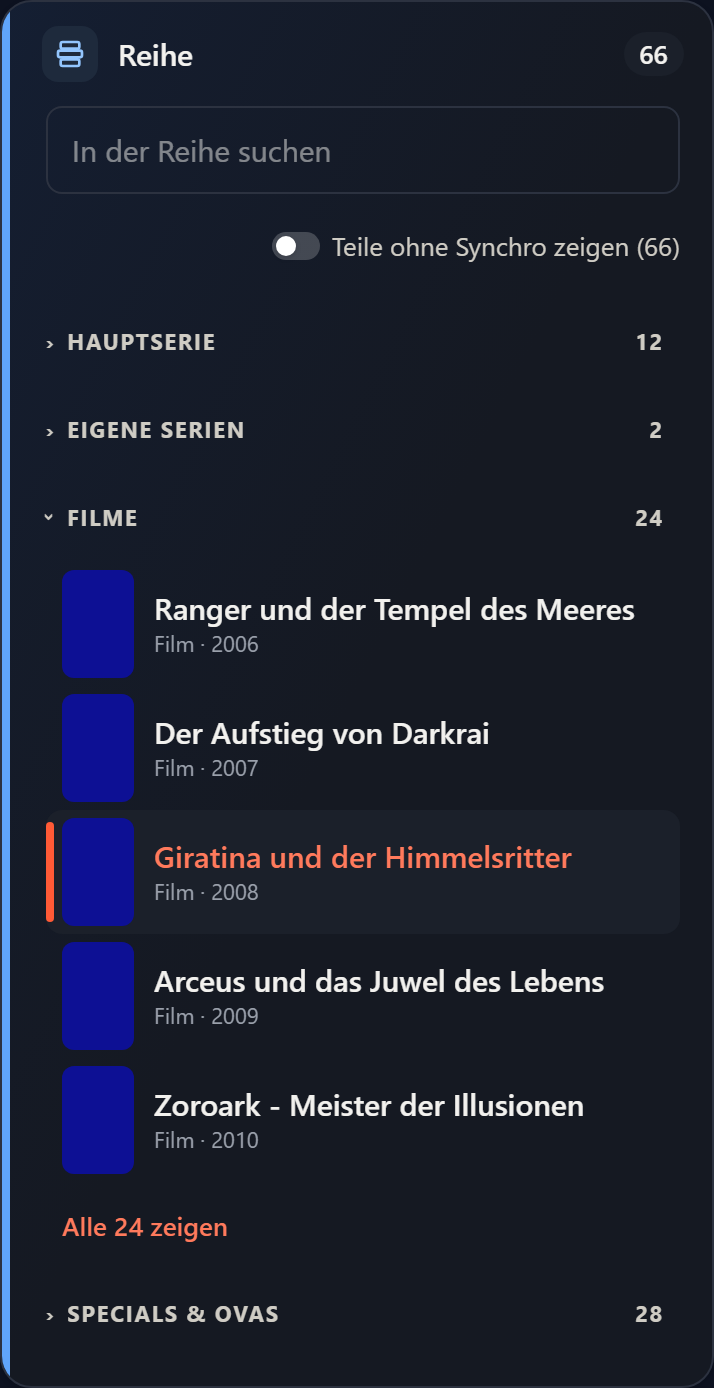 Reihe 66
In der Reihe suchen
Teile ohne Synchro zeigen (66)
HAUPTSERIE 12
EIGENE SERIEN 2
FILME 24
Ranger und der Tempel des Meeres
Film · 2006
Der Aufstieg von Darkrai
Film · 2007
Giratina und der Himmelsritter
Film · 2008
Arceus und das Juwel des Lebens
Film · 2009
Zoroark - Meister der Illusionen
Film · 2010
Alle 24 zeigen
SPECIALS & OVAS 28